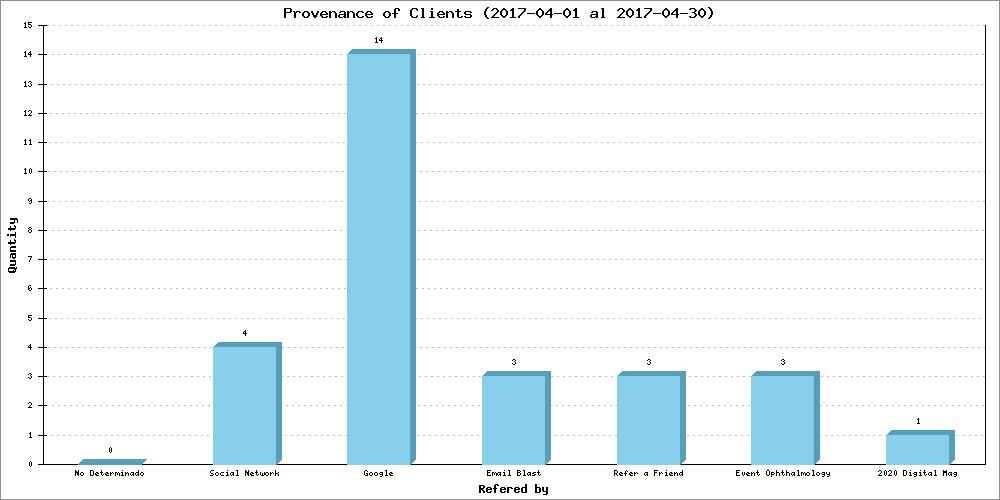 Provenance of Clients (2017-04-01 al 2017-04-30)
15
14
13
12
11
10
9
8
7
6
5
4
3
2
1
0
Quantity
0
4
14
3
3
3
1
No Determinado
Social Network
Google
Email Blast
Refer a Friend
Event Ophthalmology
2020 Digital Mag
Refered by